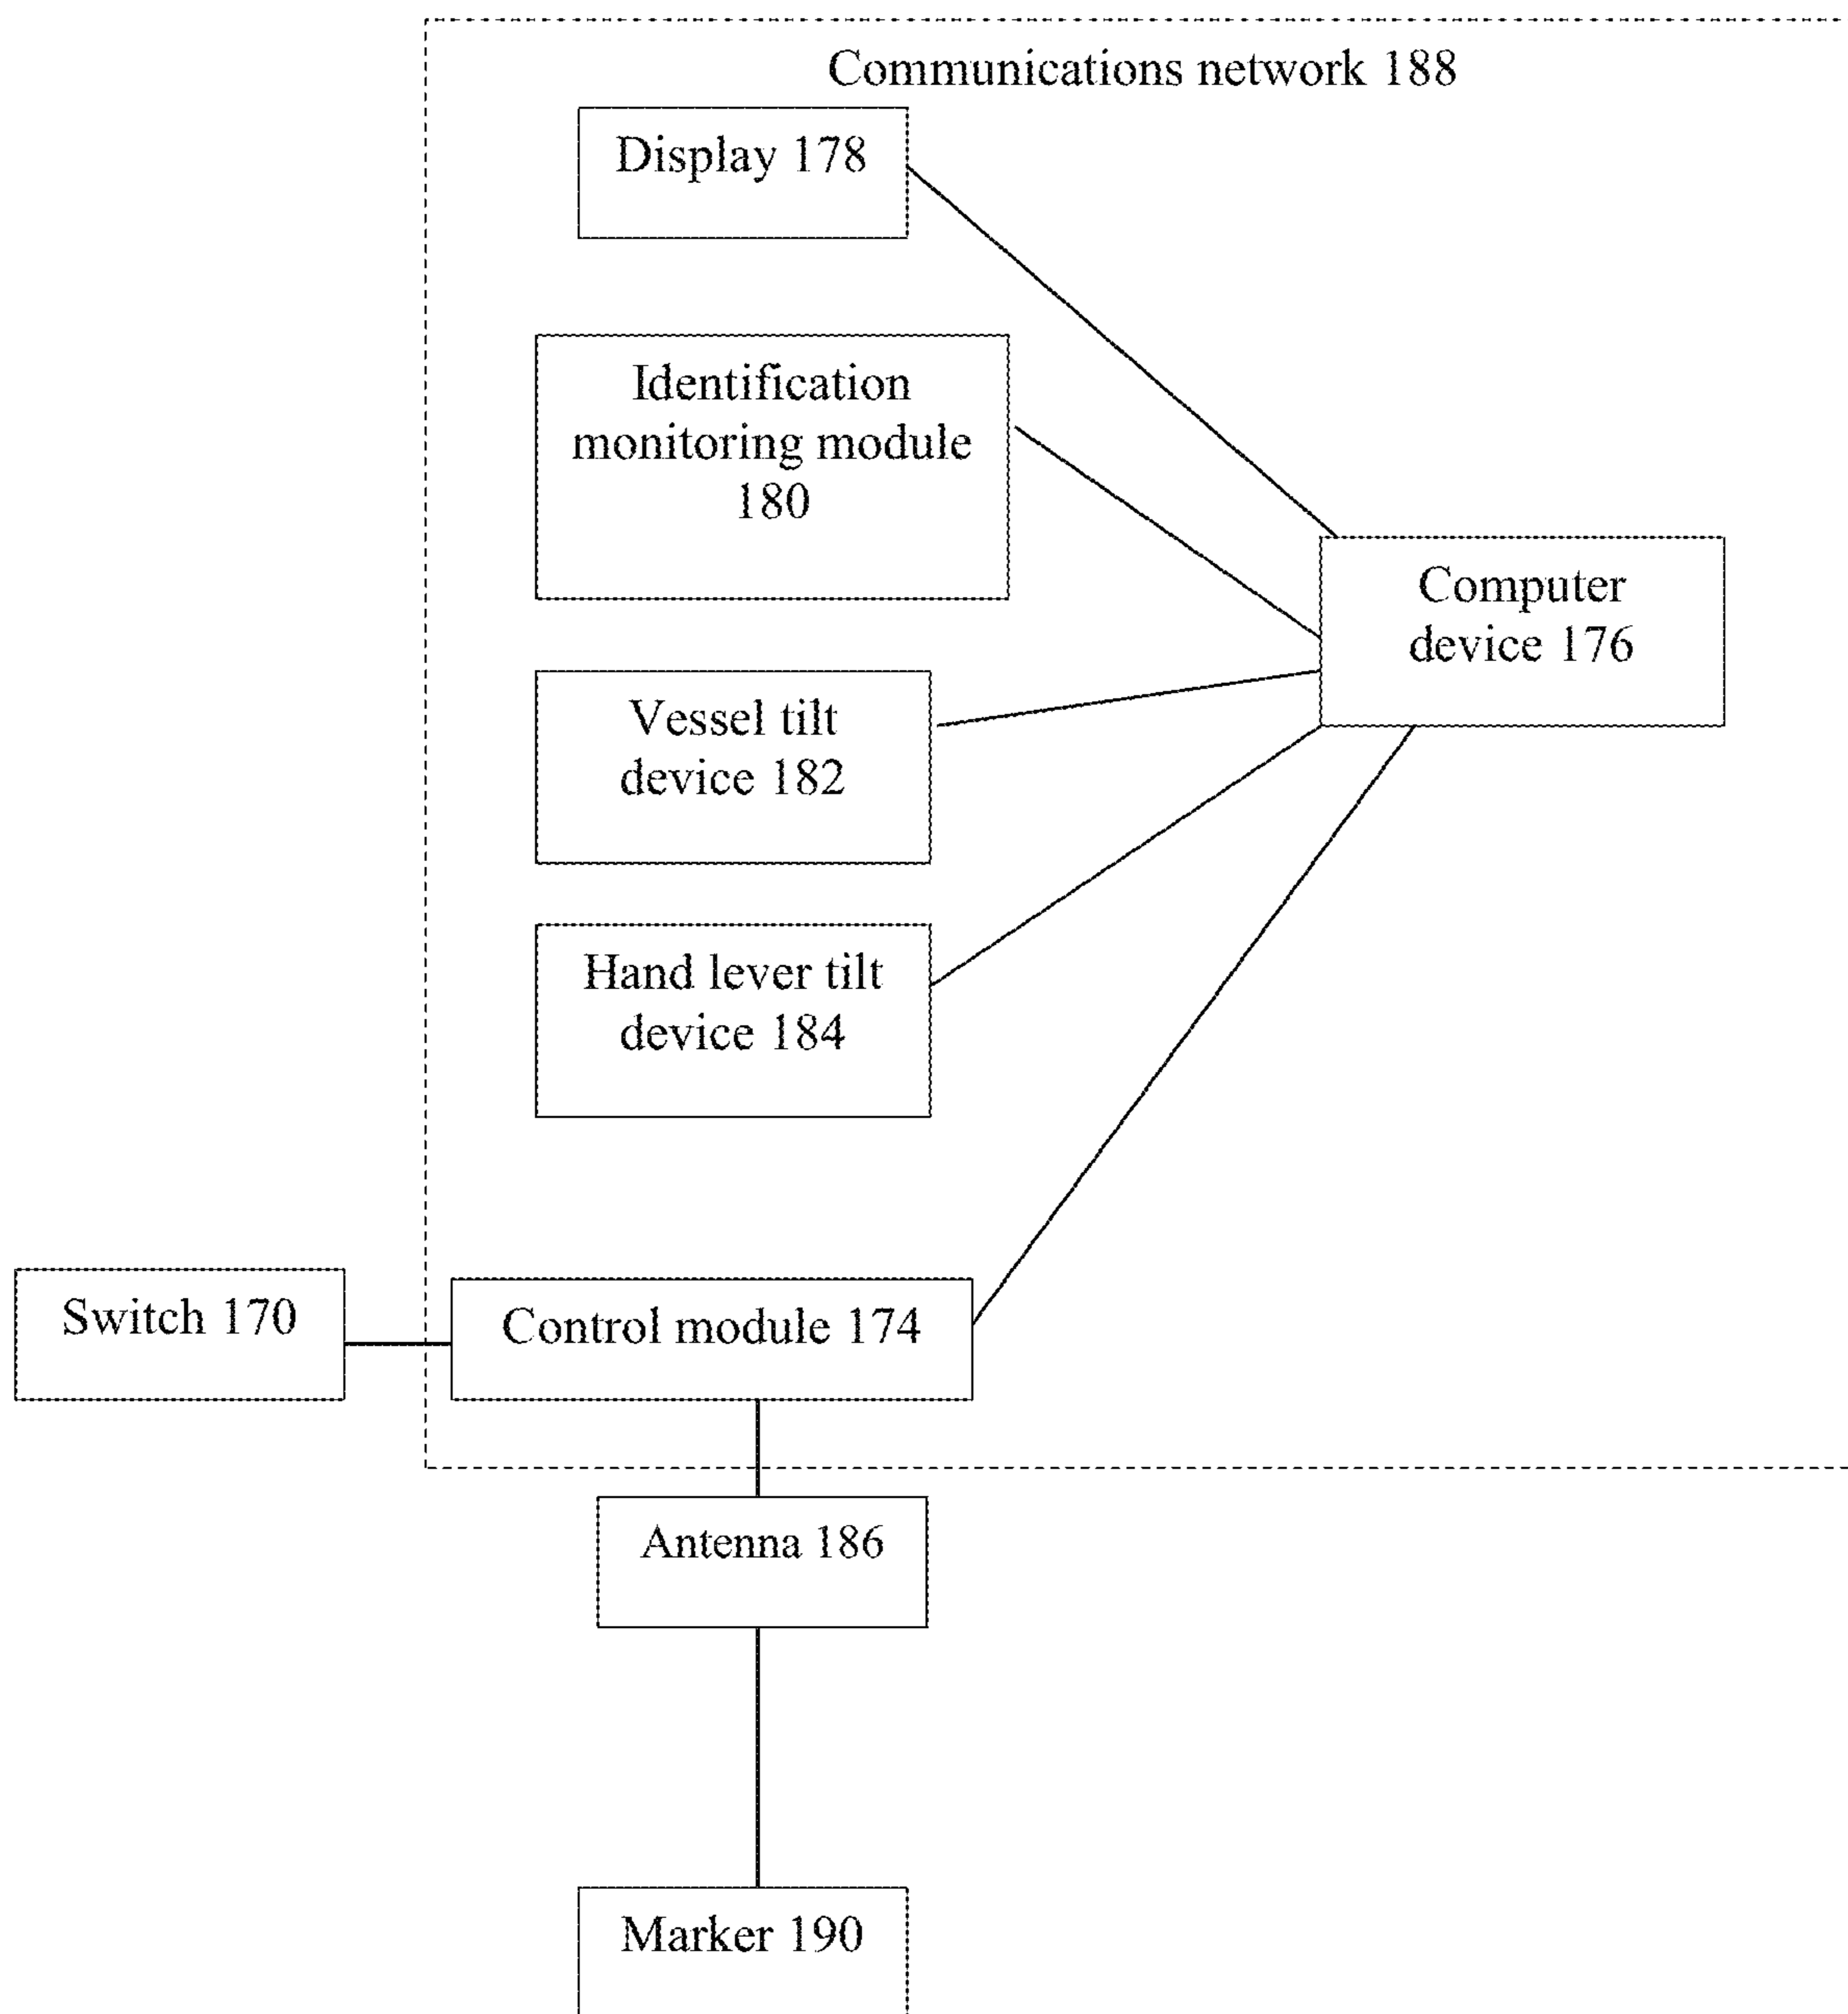 Communications network 188
Display 178
Identification
monitoring module
180
Computer
device 176
Vessel tilt
device 182
Hand lever tilt
device 184
Switch 170
Control module 174
Antenna 186
Marker 190